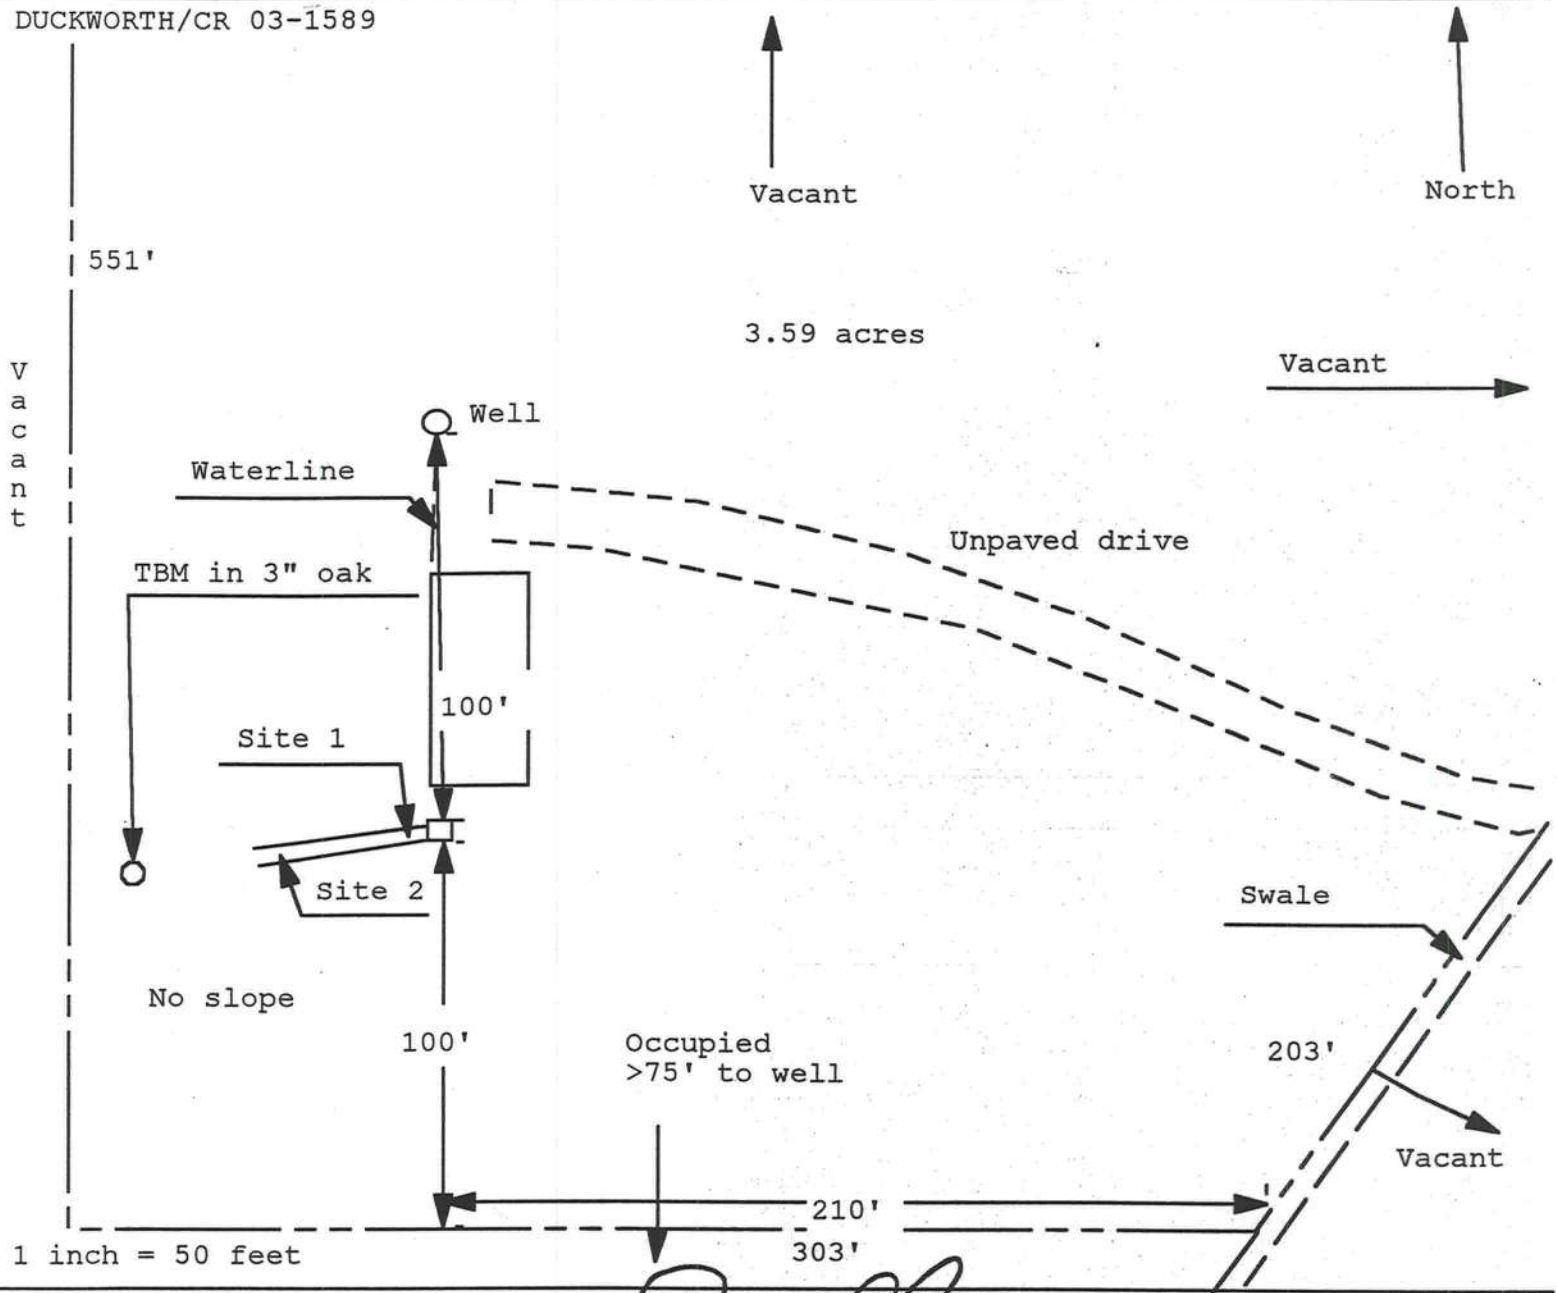 DUCKWORTH/CR 03-1589
Vacant
North
551'
3.59 acres
Vacant
Vacant
Well
Waterline
Unpaved drive
TBM in 3" oak
100'
Site 1
Site 2
Swale
No slope
100'
Occupied
>75' to well
203'
Vacant
210'
1 inch = 50 feet
303'